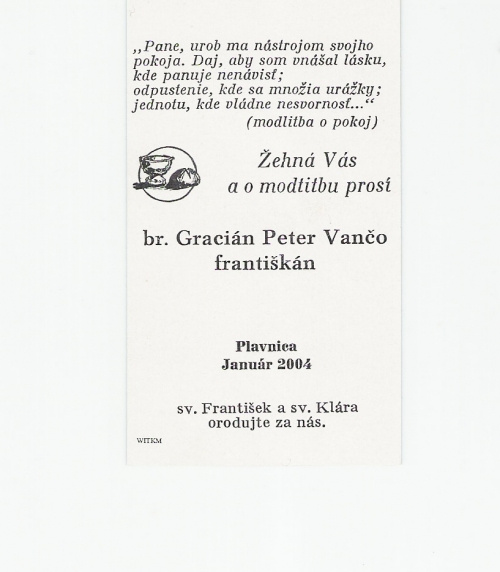 „Pane, urob ma nástrojom svojho
pokoja. Daj, aby som vnášal lásku,
kde panuje nenávisť;
odpustenie, kde sa množia urážky;
jednotu, kde vládne nesvornosť...“
(modlitba o pokoj)
Žehná Vás
a o modtitbu prosí
br. Gracián Peter Vančo
františkán
Plavnica
Január 2004
sv. František a sv. Klára
orodujte za nás.
WITKM